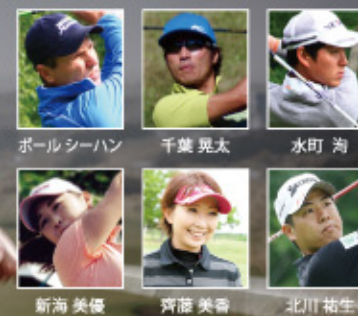 ポール シーハン
千葉 晃太
水町 洵
新海 美優
齊藤 美香
北川 祐生